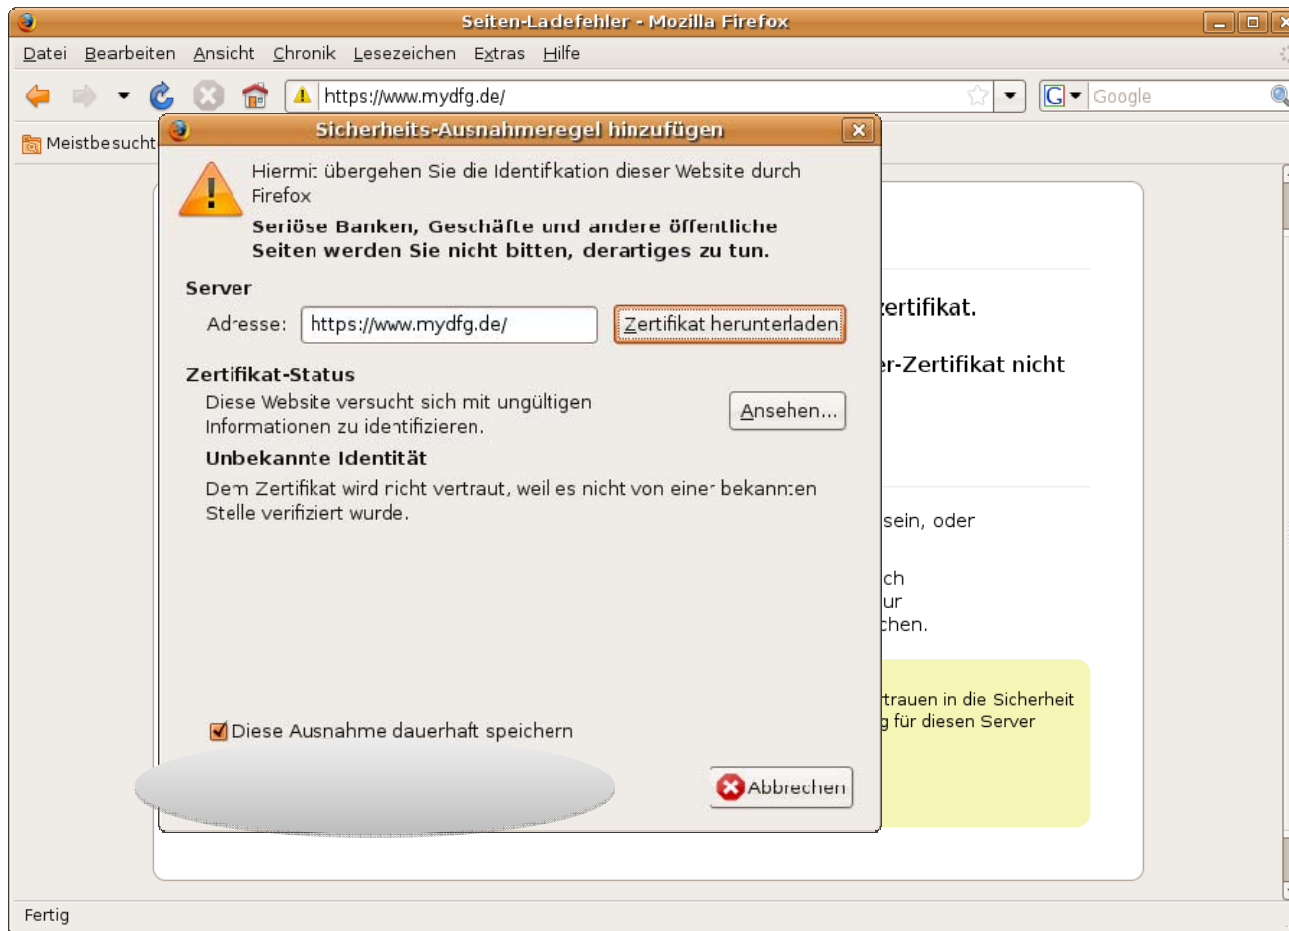 Seiten-Ladefehler - Mozilla Firefox
Datei Bearbeiten Ansicht Chronik Lesezeichen Extras Hilfe
https://www.mydfg.de/
G Google
Meistbesucht
Sicherheits-Ausnahmeregel hinzufügen
Hiermit übergehen Sie die Identifkation dieser Website durch
Firefox
Seriöse Banken, Geschäfte und andere öffentliche
Seiten werden Sie nicht bitten, derartiges zu tun.
Server
Adresse: https://www.mydfg.de/ Zertifikat herunterladen
Zertifikat-Status
Diese Website versucht sich mit ungültigen
Informationen zu identifizieren.
Ansehen...
Unbekannte Identität
Dem Zertifikat wird nicht vertraut, weil es nicht von einer bekannten
Stelle verifiziert wurde.
Diese Ausnahme dauerhaft speichern
Abbrechen
zertifikat.
er-Zertifikat nicht
sein, oder
ch
ur
chen.
trauen in die Sicherheit
g für diesen Server
Fertig